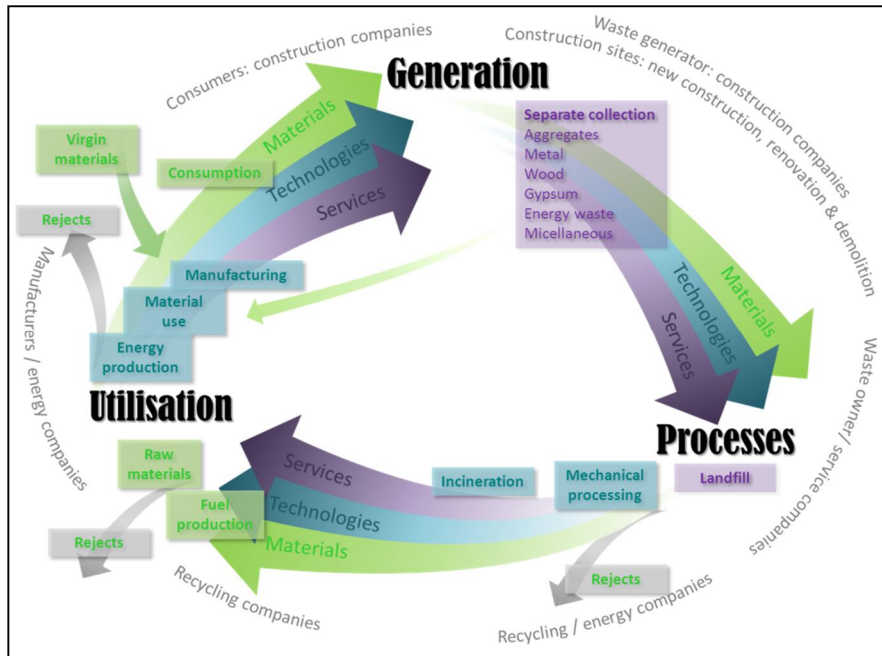 Consumers: construction companies
Generation
Waste generator: construction companies
Construction sites: new construction, renovation & demolition
Separate collection
Aggregates
Metal
Wood
Gypsum
Energy waste
Micellaneous
Virgin
materials
Consumption
Materials
Technologies
Services
Rejects
Manufacturing
Material
use
Energy
production
Manufacturers / energy companies
Materials
Technologies
Services
Utilisation
Processes
Waste owner/ service companies
Raw
materials
Fuel
production
Services
Technologies
Materials
Incineration
Mechanical
processing
Landfill
Rejects
Rejects
Recycling companies
Recycling / energy companies